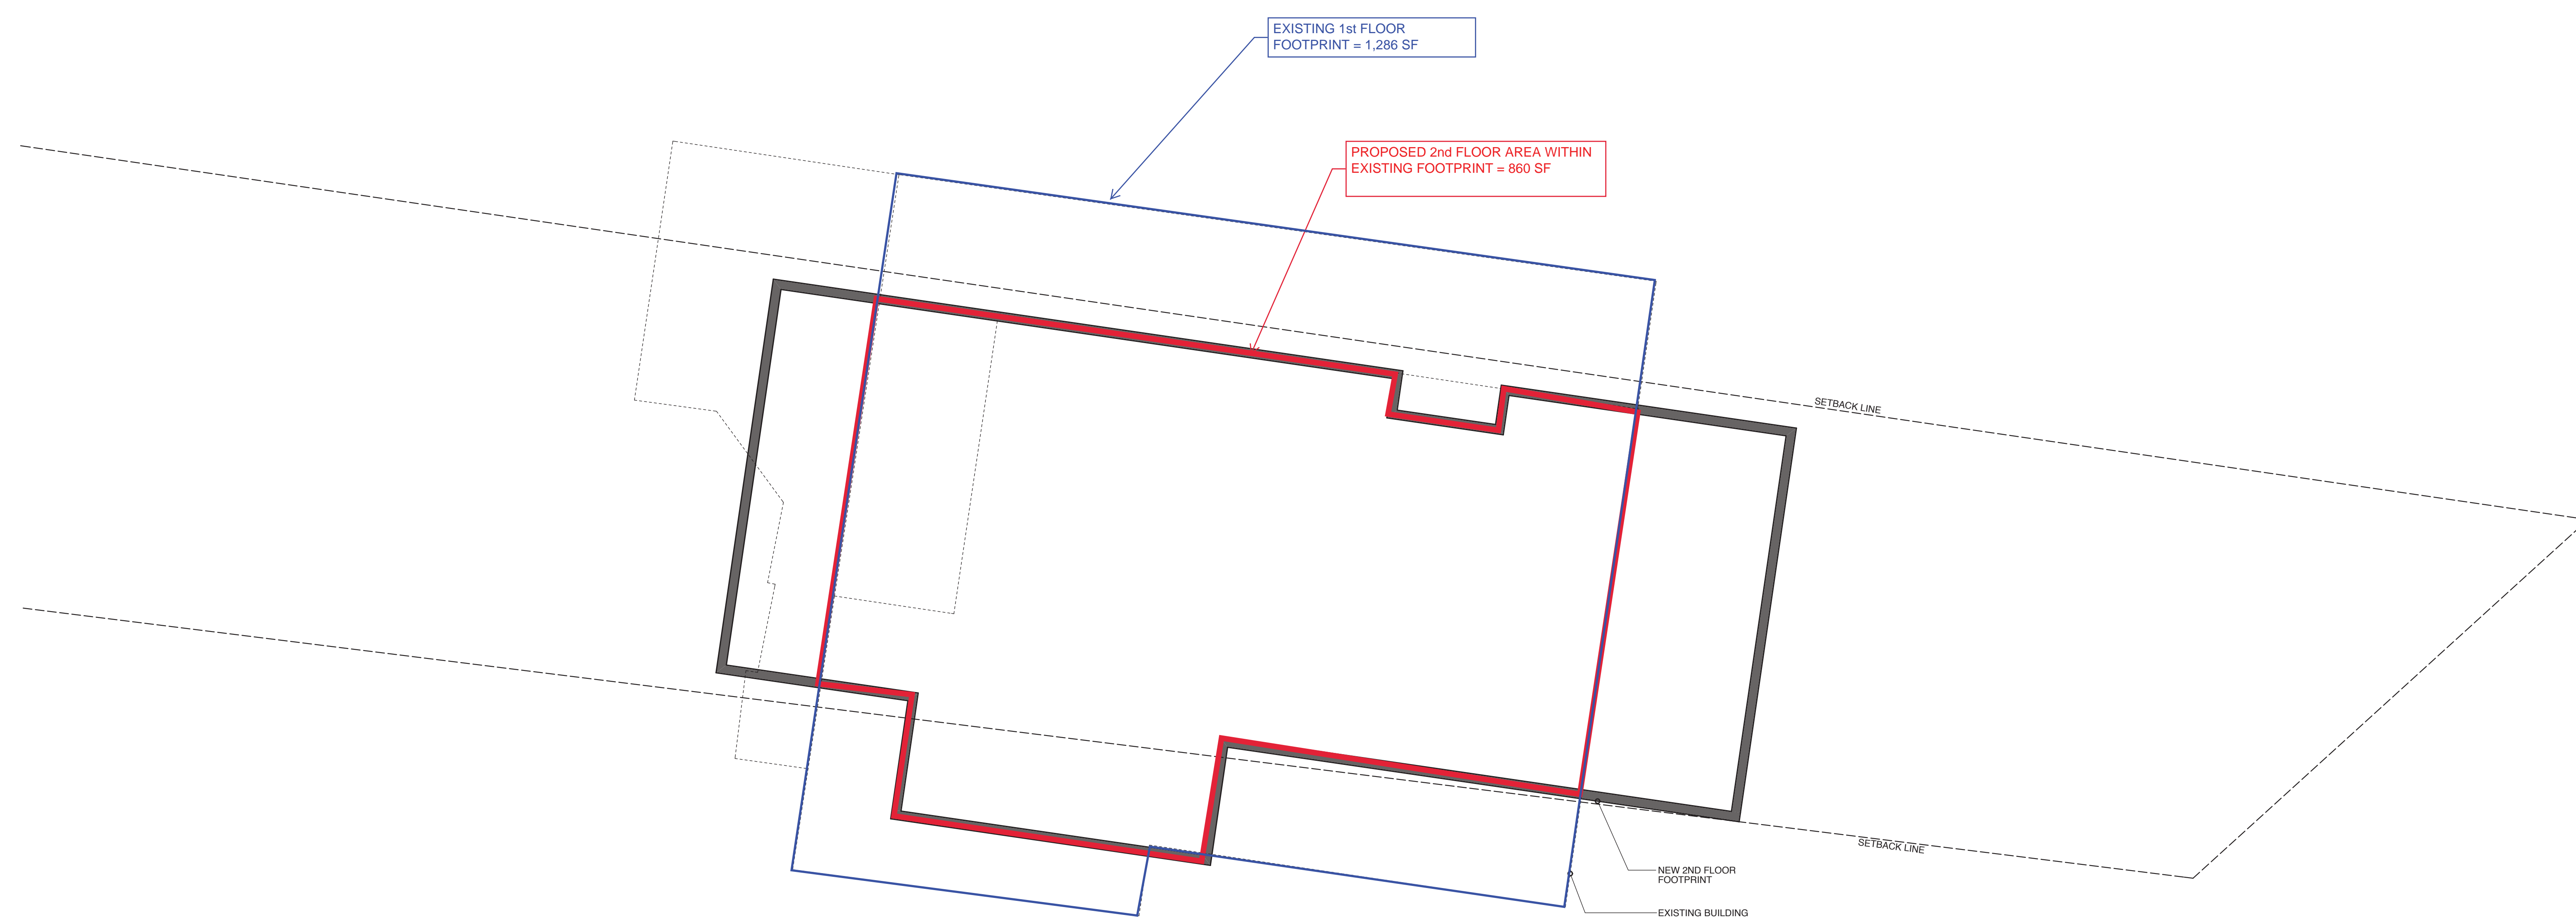 EXISTING 1st FLOOR
FOOTPRINT = 1,286 SF
PROPOSED 2nd FLOOR AREA WITHIN
EXISTING FOOTPRINT = 860 SF
SETBACK LINE
SETBACK LINE
NEW 2ND FLOOR
FOOTPRINT
EXISTING BUILDING